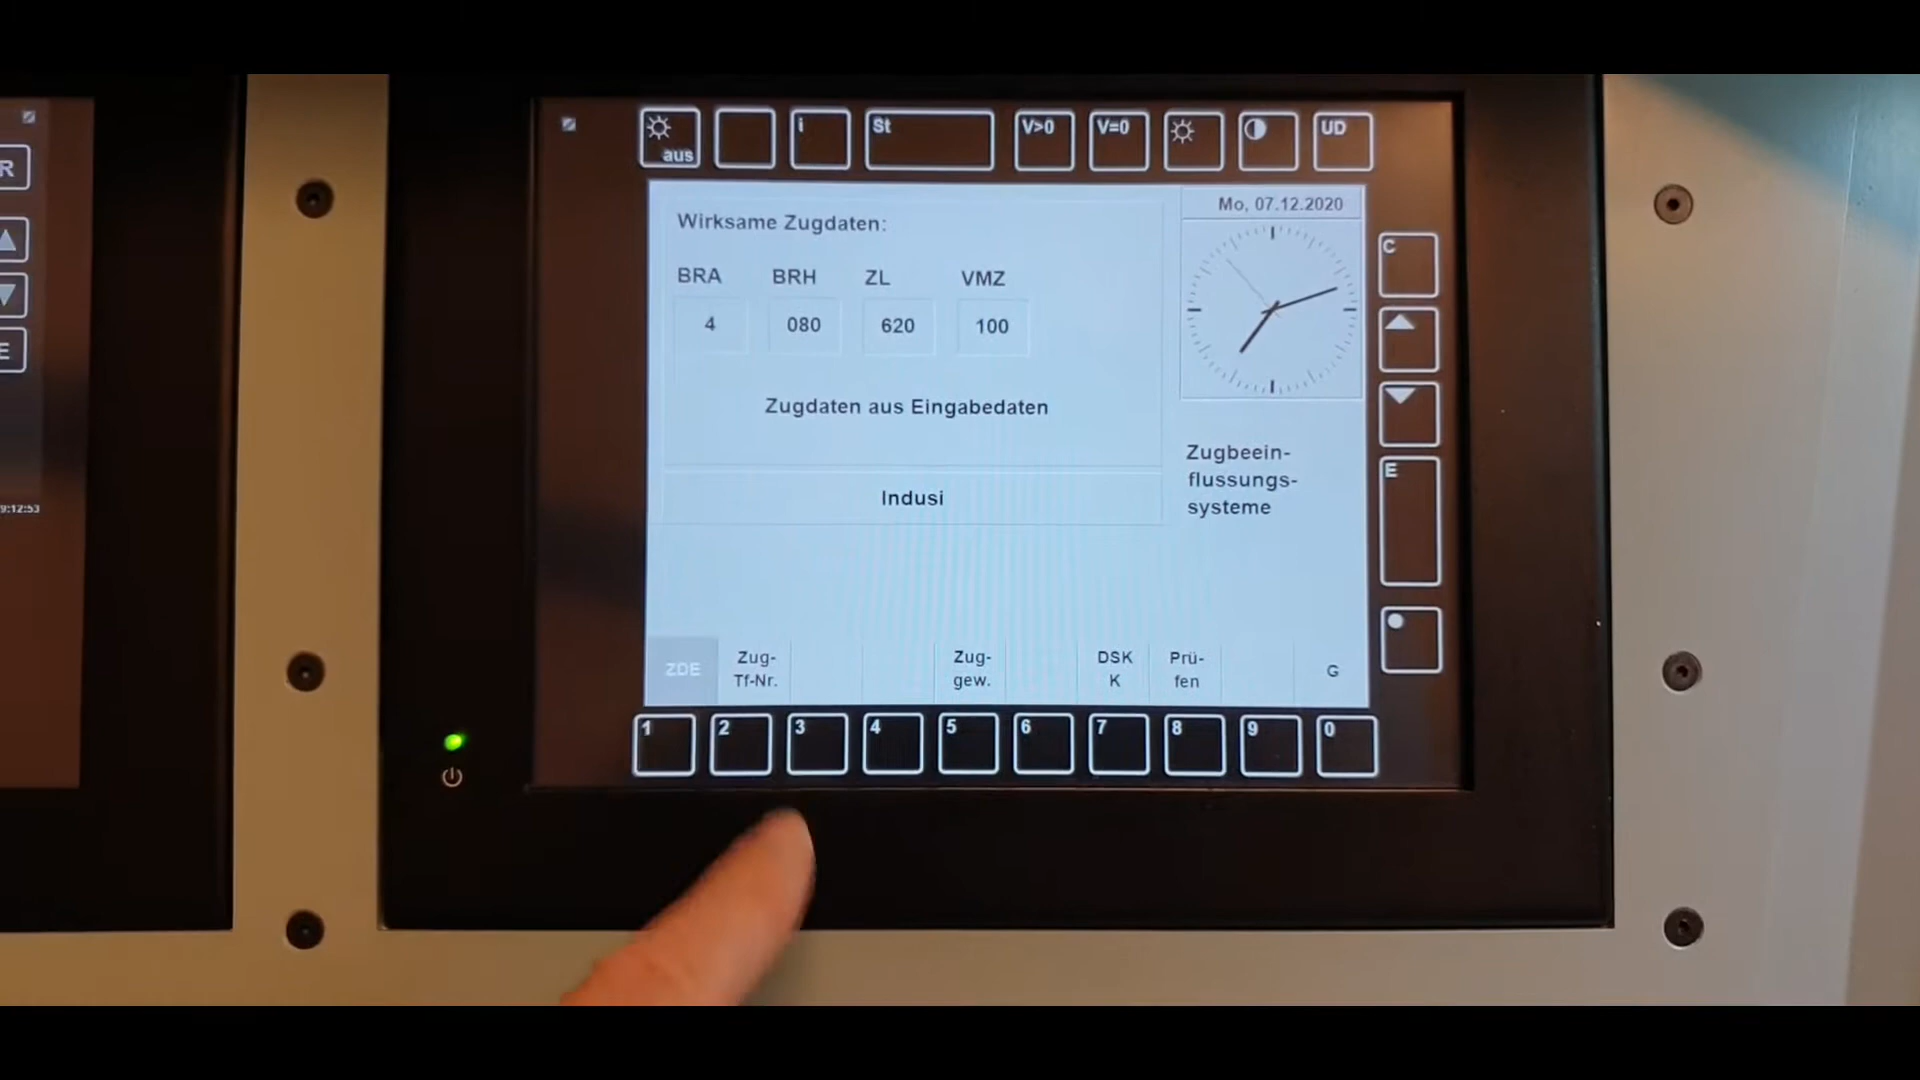 aus
i
St
V>0
V=0
UD
R
E
9:12:53
Wirksame Zugdaten:
BRA BRH ZL VMZ
4 080 620 100
Zugdaten aus Eingabedaten
Indusi
Mo, 07.12.2020
Zugbeein-
flussungs-
systeme
C
E
ZDE
Zug-
Tf-Nr.
Zug-
gew.
DSK
K
Prü-
fen
G
1 2 3 4 5 6 7 8 9 0